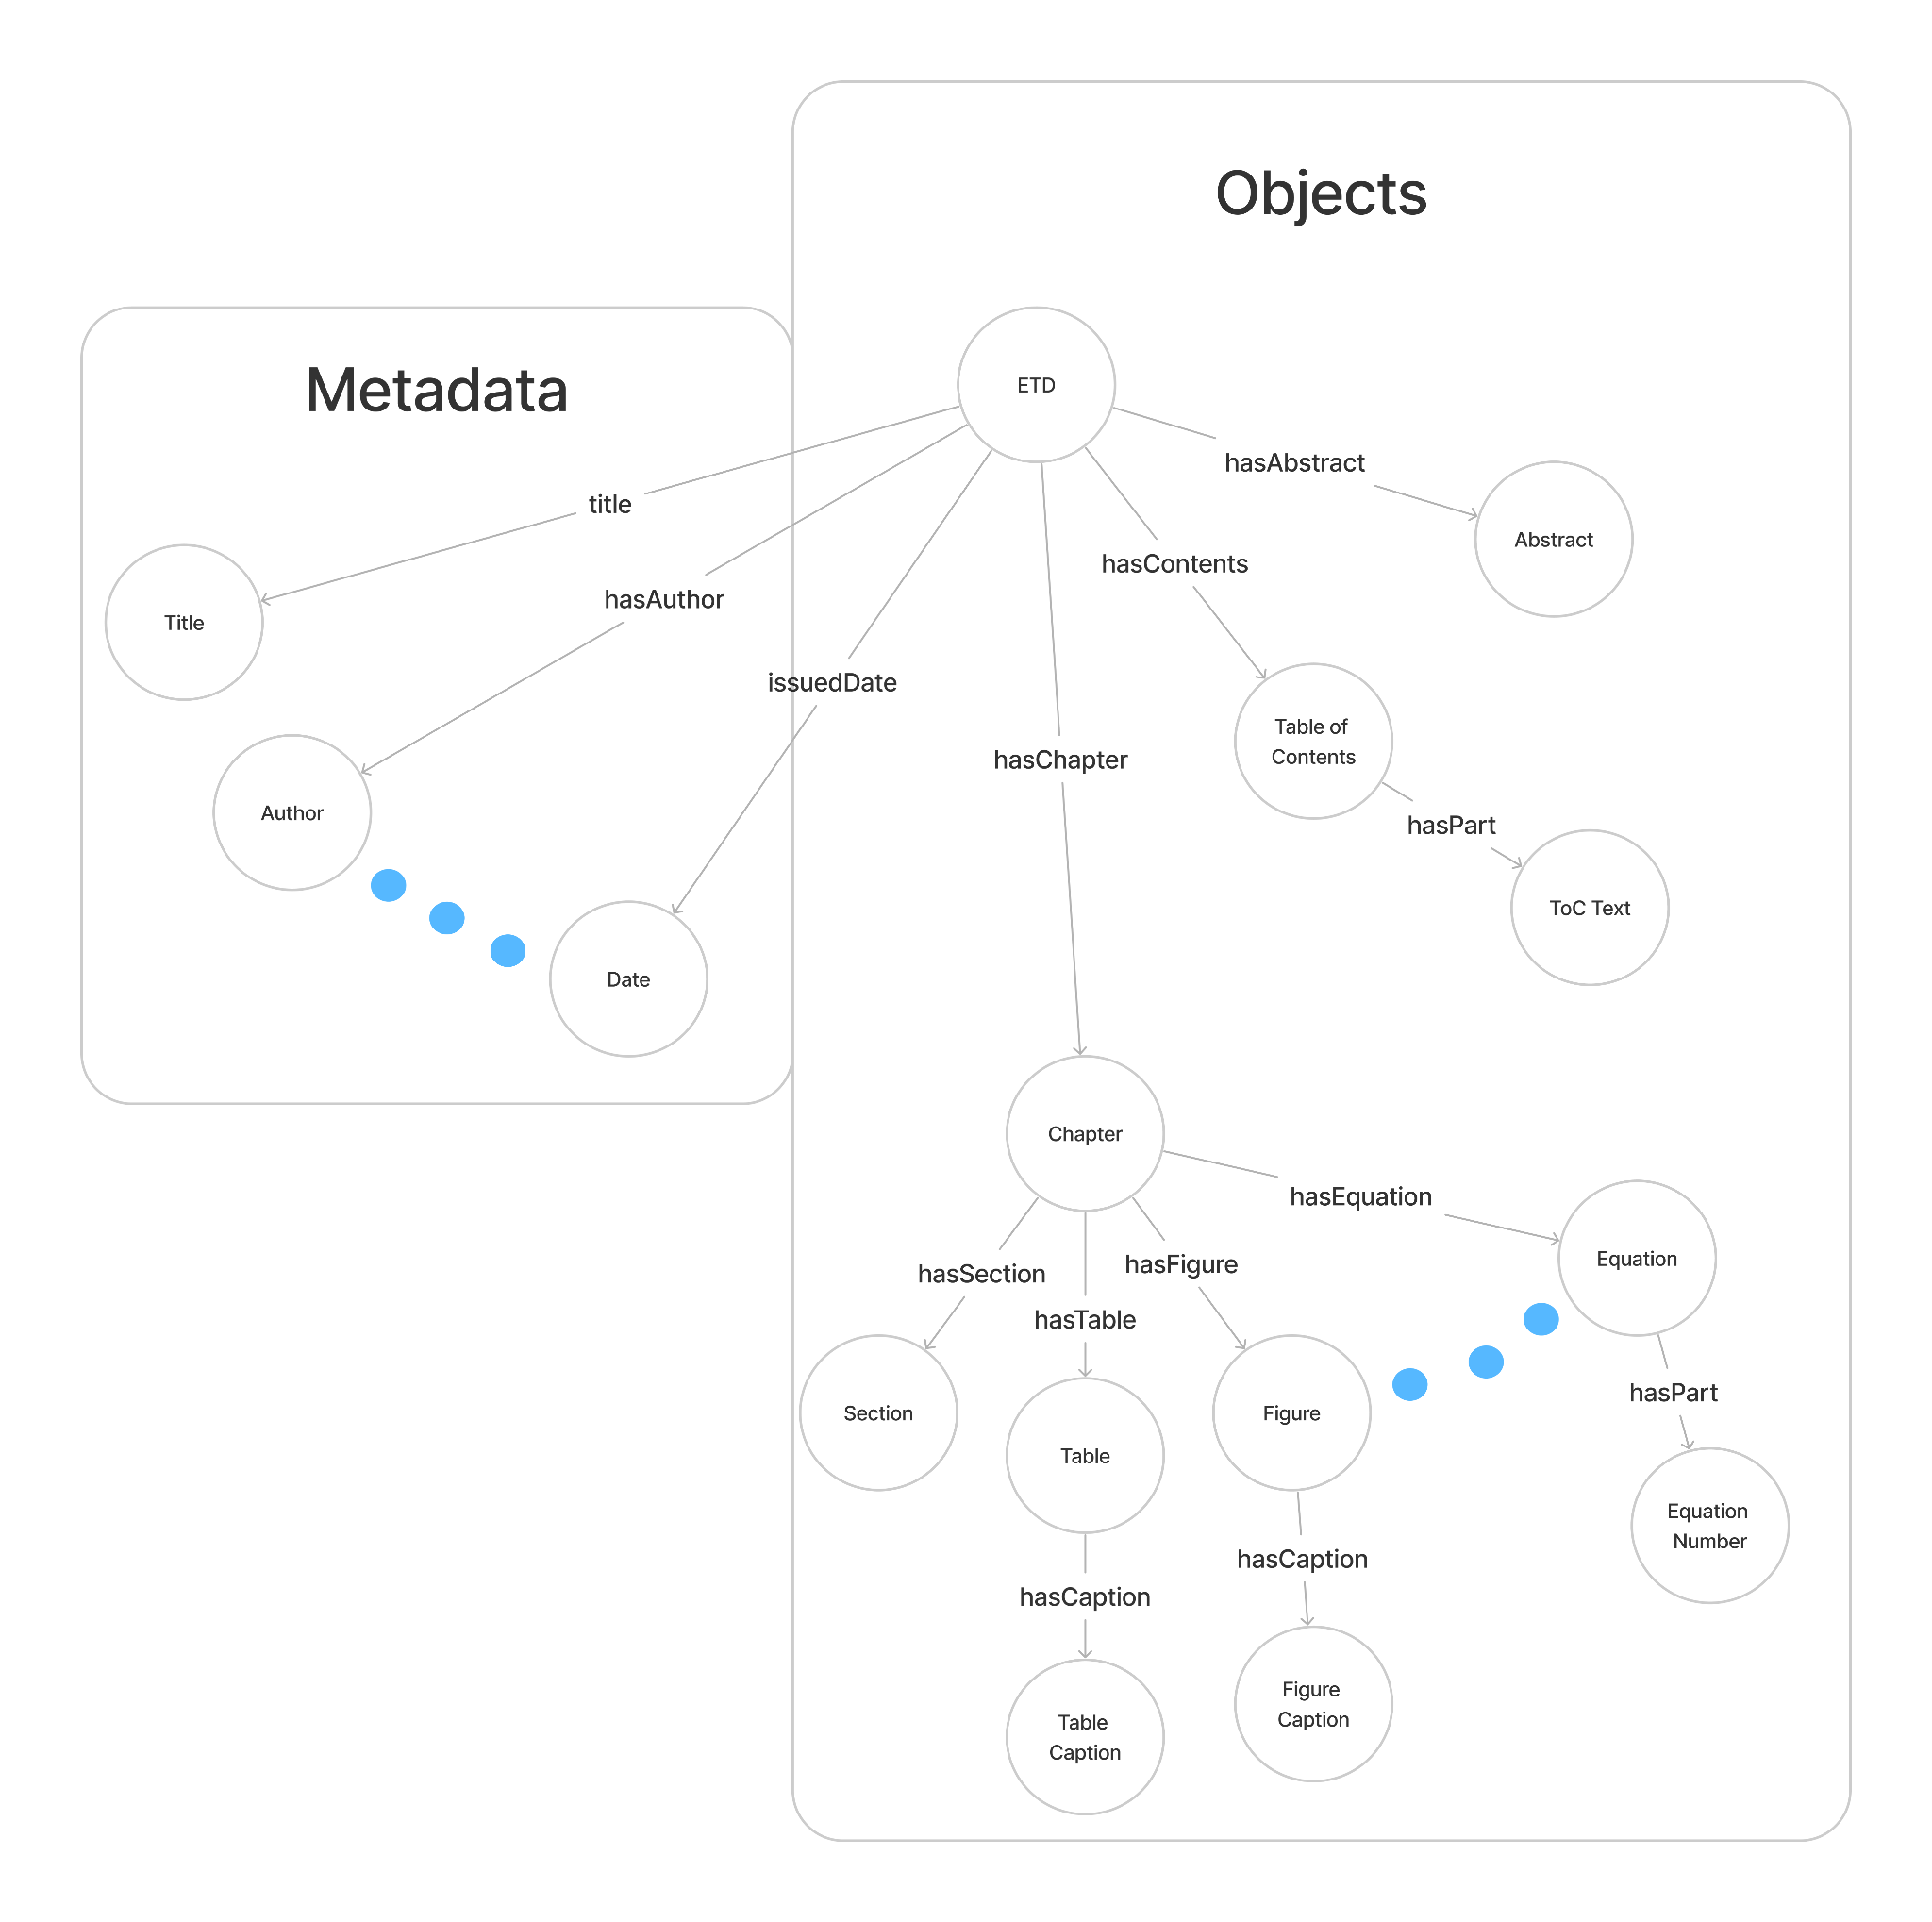 Objects
Metadata
ETD
hasAbstract
title
Abstract
hasContents
hasAuthor
Title
issuedDate
Table of
Contents
hasChapter
Author
hasPart
ToC Text
Date
Chapter
hasEquation
Equation
hasSection
hasFigure
hasTable
Section
Figure
Table
hasPart
Equation
Number
hasCaption
hasCaption
Figure
Caption
Table
Caption